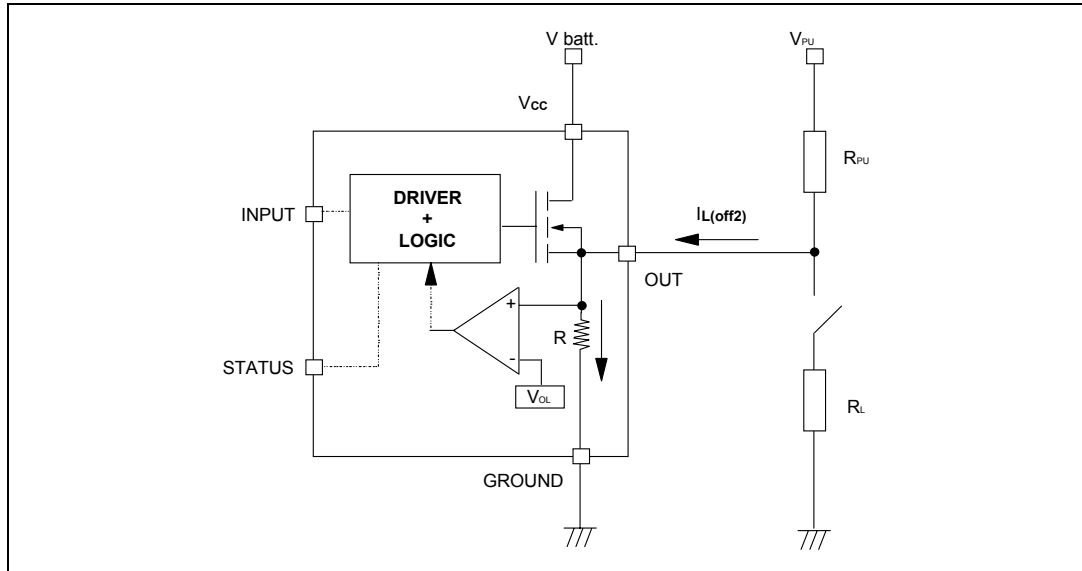 V batt.
VPU
VCC
RPU
DRIVER
+
LOGIC
INPUT
IL(off2)
OUT
+
R
-
STATUS
VOL
RL
GROUND